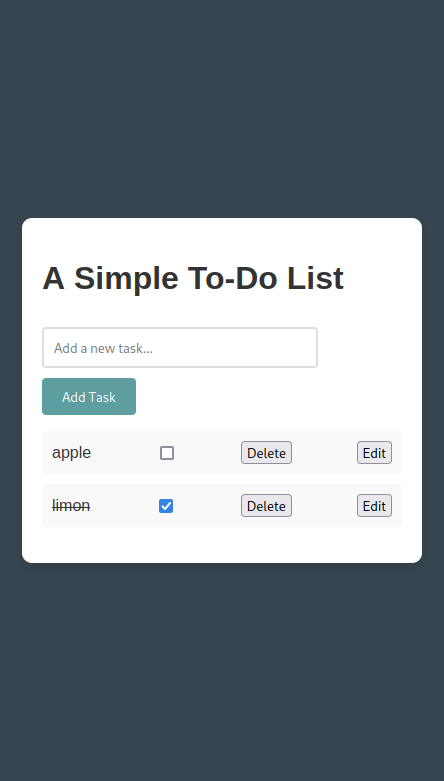 A Simple To-Do List
Add a new task...
Add Task
apple Delete Edit
limon Delete Edit